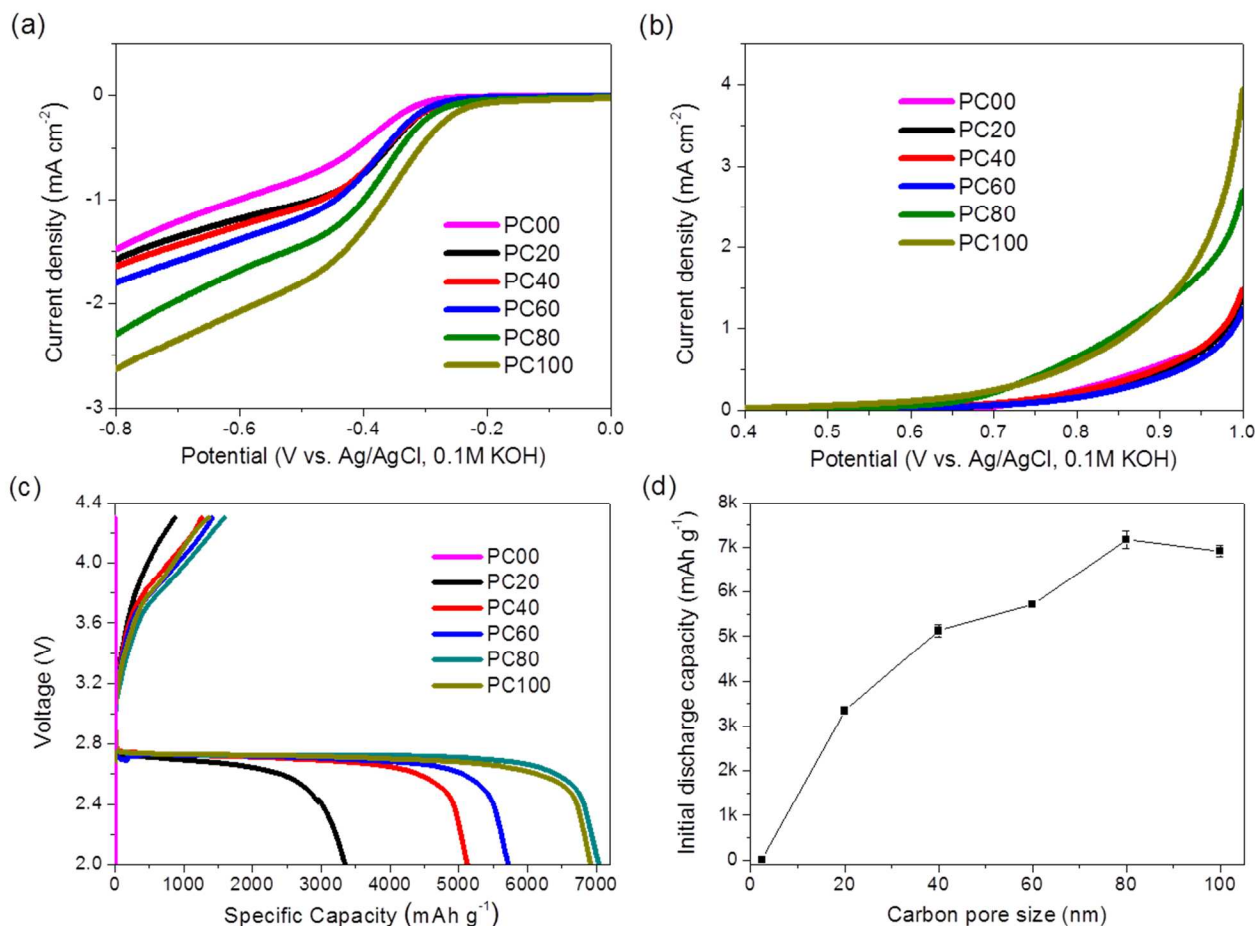 (a)
Current density (mA cm⁻²)
0
-1
-2
-3
-0.8
-0.6
-0.4
-0.2
0.0
Potential (V vs. Ag/AgCl, 0.1M KOH)
PC00
PC20
PC40
PC60
PC80
PC100
(b)
Current density (mA cm⁻²)
4
3
2
1
0
0.4
0.5
0.6
0.7
0.8
0.9
1.0
Potential (V vs. Ag/AgCl, 0.1M KOH)
PC00
PC20
PC40
PC60
PC80
PC100
(c)
Voltage (V)
4.4
4.0
3.6
3.2
2.8
2.4
2.0
0
1000
2000
3000
4000
5000
6000
7000
Specific Capacity (mAh g⁻¹)
PC00
PC20
PC40
PC60
PC80
PC100
(d)
Initial discharge capacity (mAh g⁻¹)
8k
7k
6k
5k
4k
3k
2k
1k
0
0
20
40
60
80
100
Carbon pore size (nm)